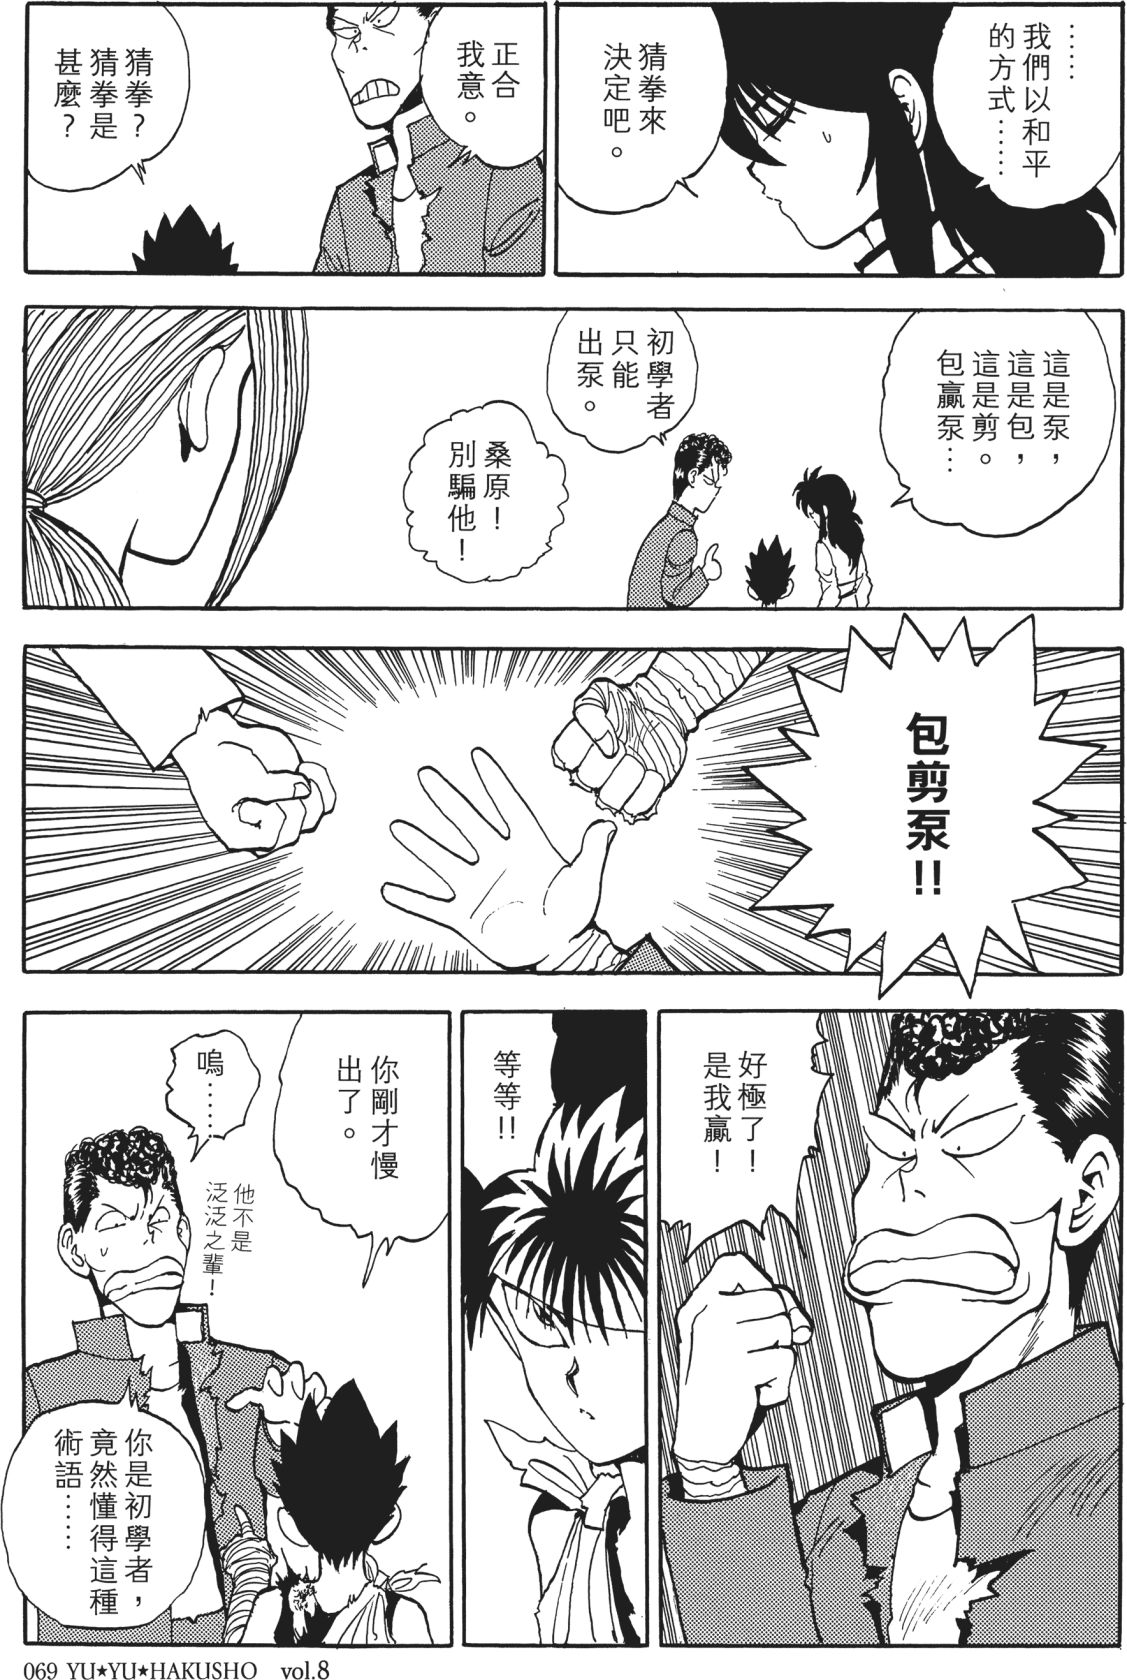 ……
我們以和平
的方式……
猜拳來
決定吧。
正合
我意。
猜拳？
猜拳是
甚麼？
這是泵，
這是包，
這是剪。
包贏泵…
初學者
只能
出泵。
桑原！
別騙他！
包剪泵!!
好極了！
是我贏！
等等!!
你剛才慢
出了。
嗚……
他不是
泛泛之輩！
你是初學者，
竟然懂得這種
術語……
069 YU★YU★HAKUSHO vol.8